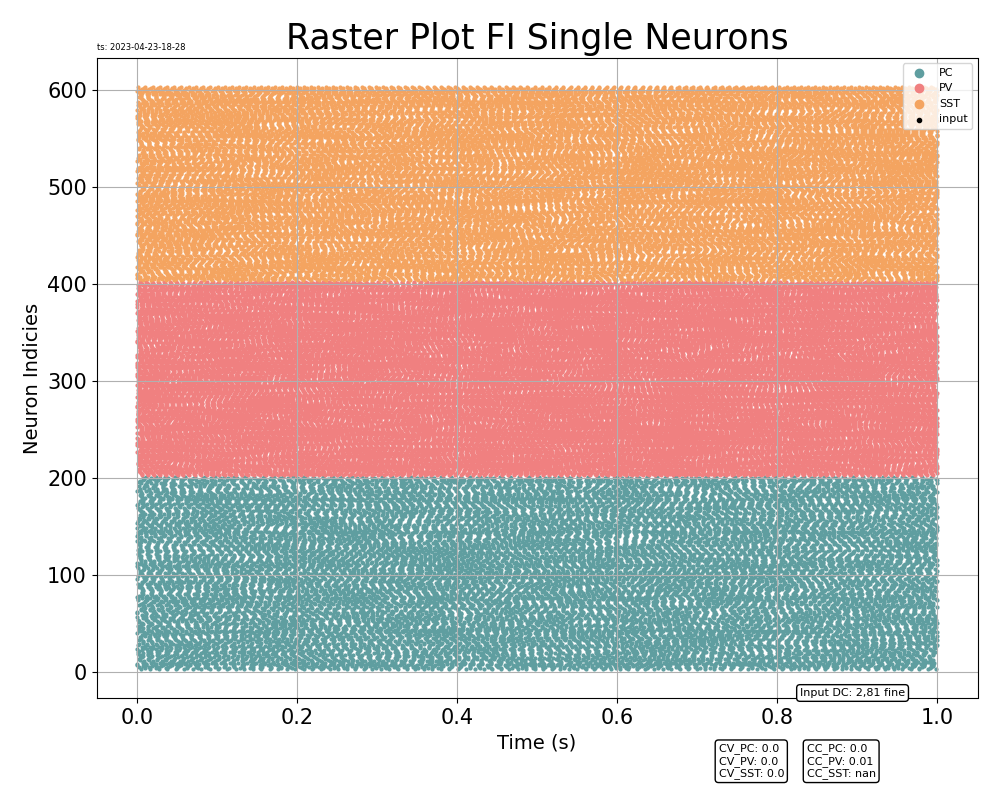 Raster Plot FI Single Neurons
ts: 2023-04-23-18-28
PC
PV
SST
input
600
500
400
300
200
100
0
Neuron Indicies
Input DC: 2,81 fine
0.0 0.2 0.4 0.6 0.8 1.0
Time (s)
CV_PC: 0.0
CV_PV: 0.0
CV_SST: 0.0
CC_PC: 0.0
CC_PV: 0.01
CC_SST: nan